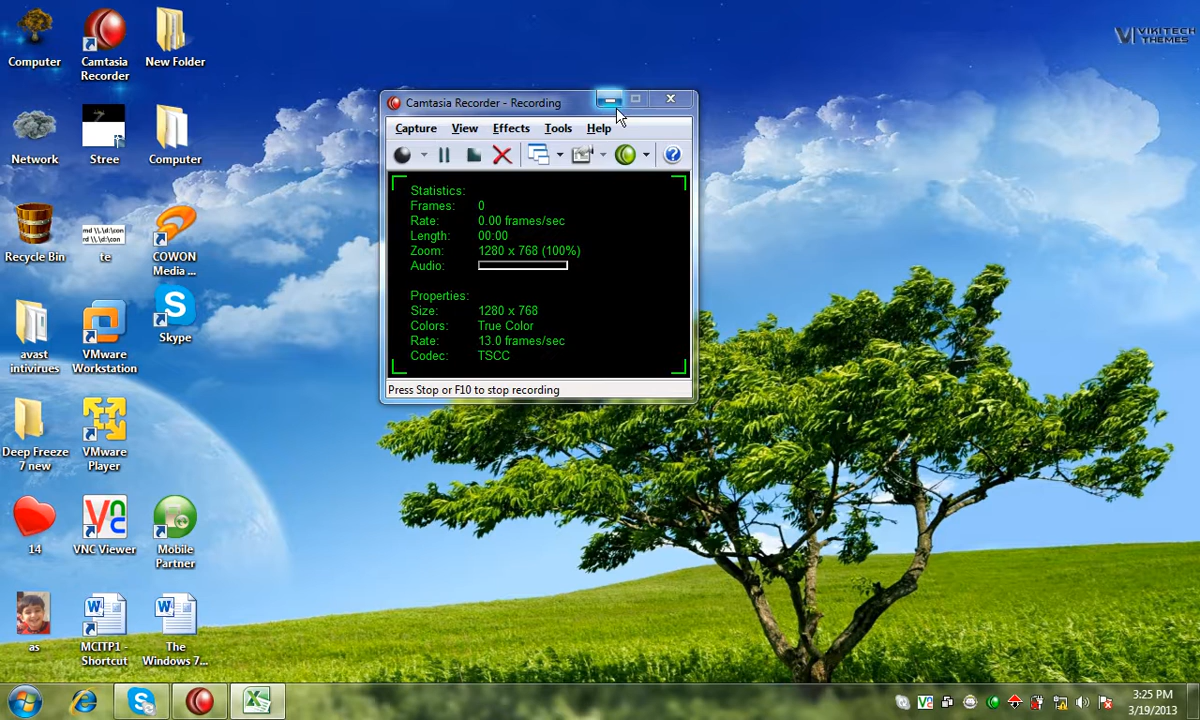 Computer
Camtasia
Recorder
New Folder
VIKITECH
THEMES
Network
Stree
Computer
Recycle Bin
te
COWON
Media ...
avast
intivirues
VMware
Workstation
Skype
Deep Freeze
7 new
VMware
Player
14
VNC Viewer
Mobile
Partner
as
MCITP1 -
Shortcut
The
Windows 7...
Camtasia Recorder - Recording
Capture View Effects Tools Help
Statistics:
Frames: 0
Rate: 0.00 frames/sec
Length: 00:00
Zoom: 1280 x 768 (100%)
Audio:
Properties:
Size: 1280 x 768
Colors: True Color
Rate: 13.0 frames/sec
Codec: TSCC
Press Stop or F10 to stop recording
3:25 PM
3/19/2013